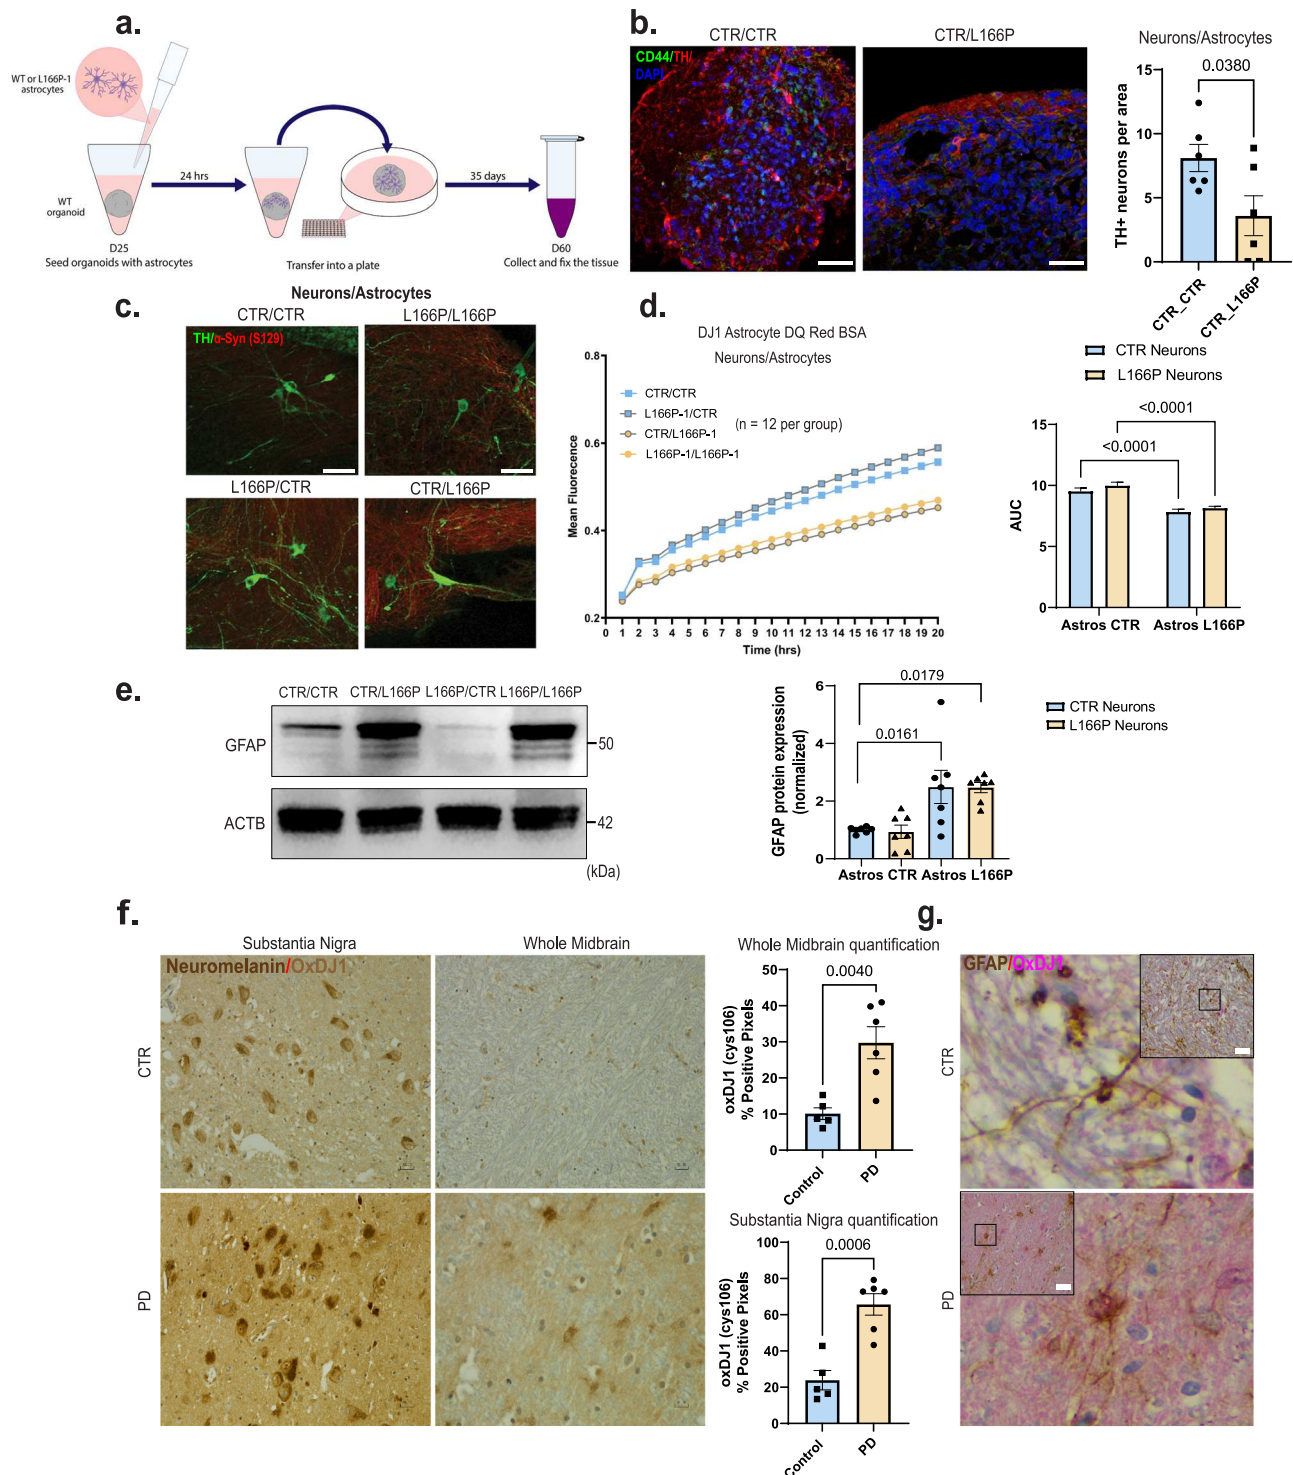 a.
WT or L166P-1
astrocytes
24 hrs
35 days
WT
organoid
D25
Seed organoids with astrocytes
Transfer into a plate
D60
Collect and fix the tissue
b.
CTR/CTR
CTR/L166P
CD44/TH/
DAPI
Neurons/Astrocytes
0.0380
TH+ neurons per area
15
10
5
0
CTR_CTR
CTR_L166P
c.
Neurons/Astrocytes
CTR/CTR
L166P/L166P
TH/α-Syn (S129)
L166P/CTR
CTR/L166P
d.
DJ1 Astrocyte DQ Red BSA
Neurons/Astrocytes
CTR/CTR
L166P-1/CTR
CTR/L166P-1
L166P-1/L166P-1
(n = 12 per group)
Mean Fluorecence
0.8
0.6
0.4
0.2
0 1 2 3 4 5 6 7 8 9 10 11 12 13 14 15 16 17 18 19 20
Time (hrs)
CTR Neurons
L166P Neurons
<0.0001
<0.0001
AUC
15
10
5
0
Astros CTR
Astros L166P
e.
CTR/CTR CTR/L166P L166P/CTR L166P/L166P
GFAP
50
ACTB
42
(kDa)
0.0179
0.0161
GFAP protein expression
(normalized)
6
4
2
0
Astros CTR Astros L166P
CTR Neurons
L166P Neurons
f.
Substantia Nigra
Whole Midbrain
Neuromelanin/OxDJ1
CTR
PD
Whole Midbrain quantification
0.0040
oxDJ1 (cys106)
% Positive Pixels
50
40
30
20
10
0
Control
PD
Substantia Nigra quantification
0.0006
oxDJ1 (cys106)
% Positive Pixels
100
80
60
40
20
0
Control
PD
g.
GFAP/OxDJ1
CTR
PD